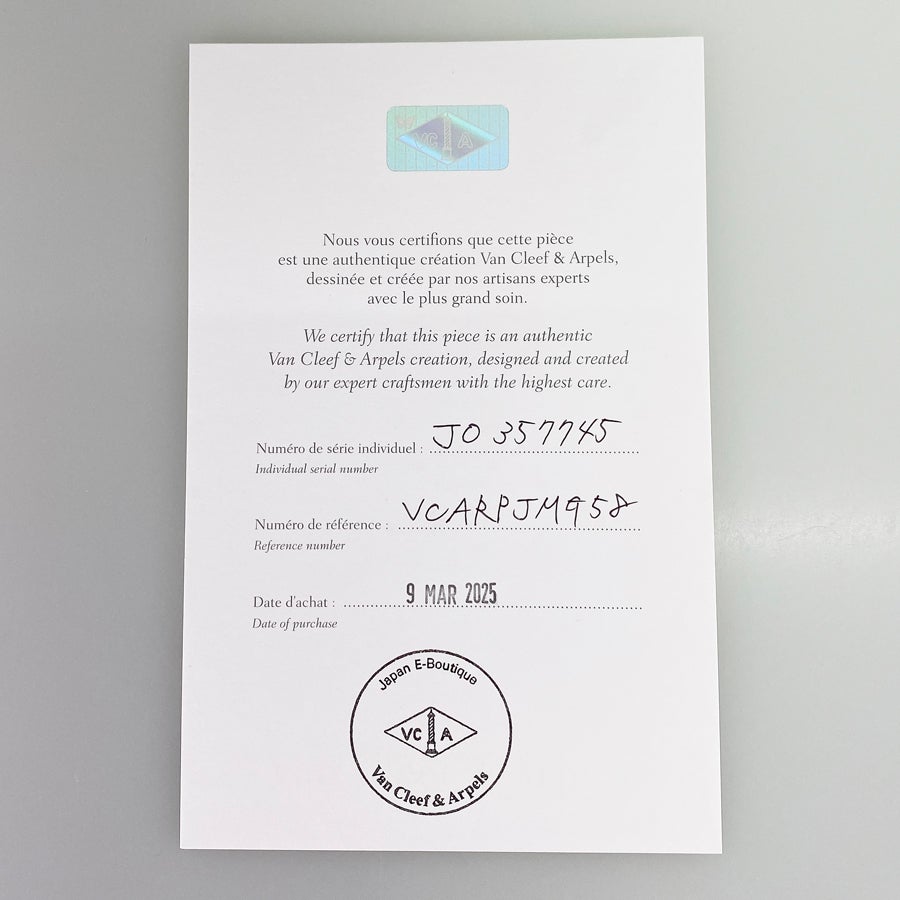 VC A
Nous vous certifions que cette pièce
est une authentique création Van Cleef & Arpels,
dessinée et créée par nos artisans experts
avec le plus grand soin.
We certify that this piece is an authentic
Van Cleef & Arpels creation, designed and created
by our expert craftsmen with the highest care.
Numéro de série individuel : JO 357745
Individual serial number
Numéro de référence : VCARPJM958
Reference number
Date d'achat : 9 MAR 2025
Date of purchase
Japan E-Boutique
VC A
Van Cleef & Arpels